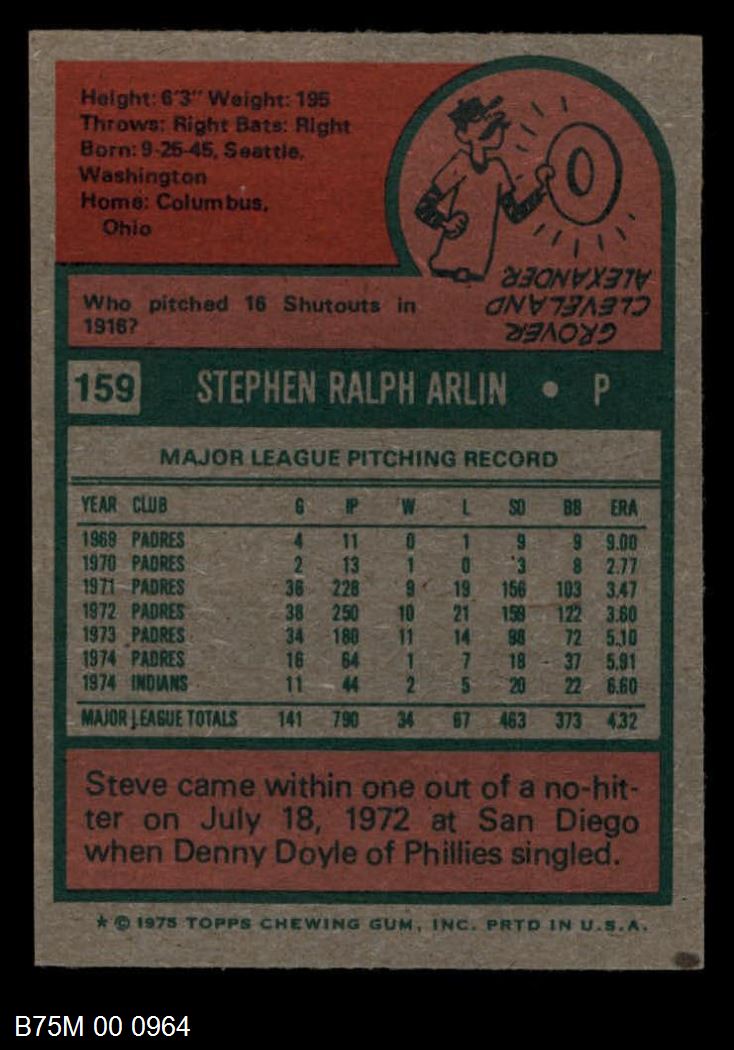 Height: 6'3" Weight: 195
Throws: Right Bats: Right
Born: 9-25-45, Seattle,
Washington
Home: Columbus,
Ohio
O
GROVER
CLEVELAND
ALEXANDER
Who pitched 16 Shutouts in
1916?
159 STEPHEN RALPH ARLIN • P
MAJOR LEAGUE PITCHING RECORD
YEAR CLUB G IP W L SO BB ERA
1969 PADRES 4 11 0 1 9 9 9.00
1970 PADRES 2 13 1 0 3 8 2.77
1971 PADRES 36 228 9 19 156 103 3.47
1972 PADRES 38 250 10 21 159 122 3.60
1973 PADRES 34 180 11 14 98 72 5.10
1974 PADRES 16 64 1 7 18 37 5.91
1974 INDIANS 11 44 2 5 20 22 6.60
MAJOR LEAGUE TOTALS 141 790 34 67 463 373 4.32
Steve came within one out of a no-hit-
ter on July 18, 1972 at San Diego
when Denny Doyle of Phillies singled.
* © 1975 TOPPS CHEWING GUM, INC. PRTD IN U.S.A.
B75M 00 0964